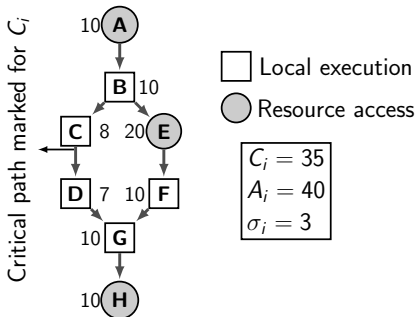 Critical path marked for C_i
10 A
B 10
C 8 20 E
D 7 10 F
10 G
10 H
Local execution
Resource access
C_i = 35
A_i = 40
σ_i = 3